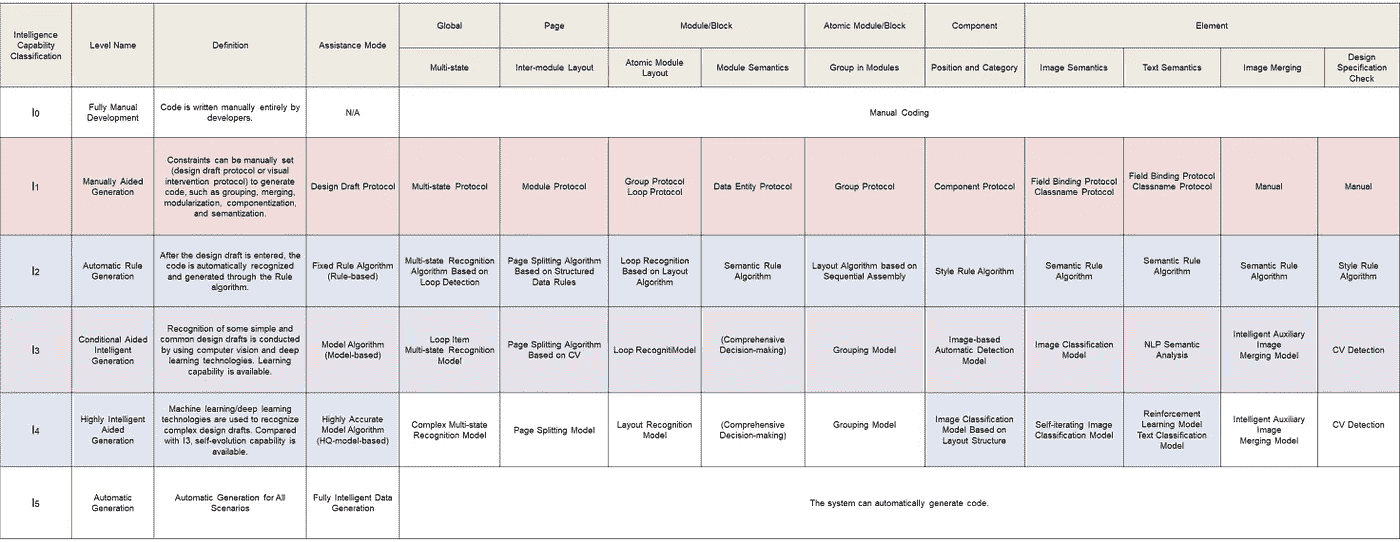 Intelligence
Capability
Classification
Level Name
Definition
Assistance Mode
Global
Page
Module/Block
Atomic Module/Block
Component
Element
Multi-state
Inter-module Layout
Atomic Module
Layout
Module Semantics
Group in Modules
Position and Category
Image Semantics
Text Semantics
Image Merging
Design
Specification
Check
I0
Fully Manual
Development
Code is written manually entirely by
developers.
N/A
Manual Coding
I1
Manually Aided
Generation
Constraints can be manually set
(design draft protocol or visual
intervention protocol) to generate
code, such as grouping, merging,
modularization, componentization,
and semantization.
Design Draft Protocol
Multi-state Protocol
Module Protocol
Group Protocol
Loop Protocol
Data Entity Protocol
Group Protocol
Component Protocol
Field Binding Protocol
Classname Protocol
Field Binding Protocol
Classname Protocol
Manual
Manual
I2
Automatic Rule
Generation
After the design draft is entered, the
code is automatically recognized
and generated through the Rule
algorithm.
Fixed Rule Algorithm
(Rule-based)
Multi-state Recognition
Algorithm Based on
Loop Detection
Page Splitting Algorithm
Based on Structured
Data Rules
Loop Recognition
Based on Layout
Algorithm
Semantic Rule
Algorithm
Layout Algorithm based on
Sequential Assembly
Style Rule Algorithm
Semantic Rule
Algorithm
Semantic Rule
Algorithm
Semantic Rule
Algorithm
Style Rule
Algorithm
I3
Conditional Aided
Intelligent
Generation
Recognition of some simple and
common design drafts is conducted
by using computer vision and deep
learning technologies. Learning
capability is available.
Model Algorithm
(Model-based)
Loop Item
Multi-state Recognition
Model
Page Splitting Algorithm
Based on CV
Loop RecognitiModel
(Comprehensive
Decision-making)
Grouping Model
Image-based
Automatic Detection
Model
Image Classification
Model
NLP Semantic
Analysis
Intelligent Auxiliary
Image
Merging Model
CV Detection
I4
Highly Intelligent
Aided
Generation
Machine learning/deep learning
technologies are used to recognize
complex design drafts. Compared
with I3, self-evolution capability is
available.
Highly Accurate
Model Algorithm
(HQ-model-based)
Complex Multi-state
Recognition Model
Page Splitting Model
Layout Recognition
Model
(Comprehensive
Decision-making)
Grouping Model
Image Classification
Model Based on
Layout Structure
Self-iterating Image
Classification Model
Reinforcement
Learning Model
Text Classification
Model
Intelligent Auxiliary
Image
Merging Model
CV Detection
I5
Automatic
Generation
Automatic Generation for All
Scenarios
Fully Intelligent Data
Generation
The system can automatically generate code.